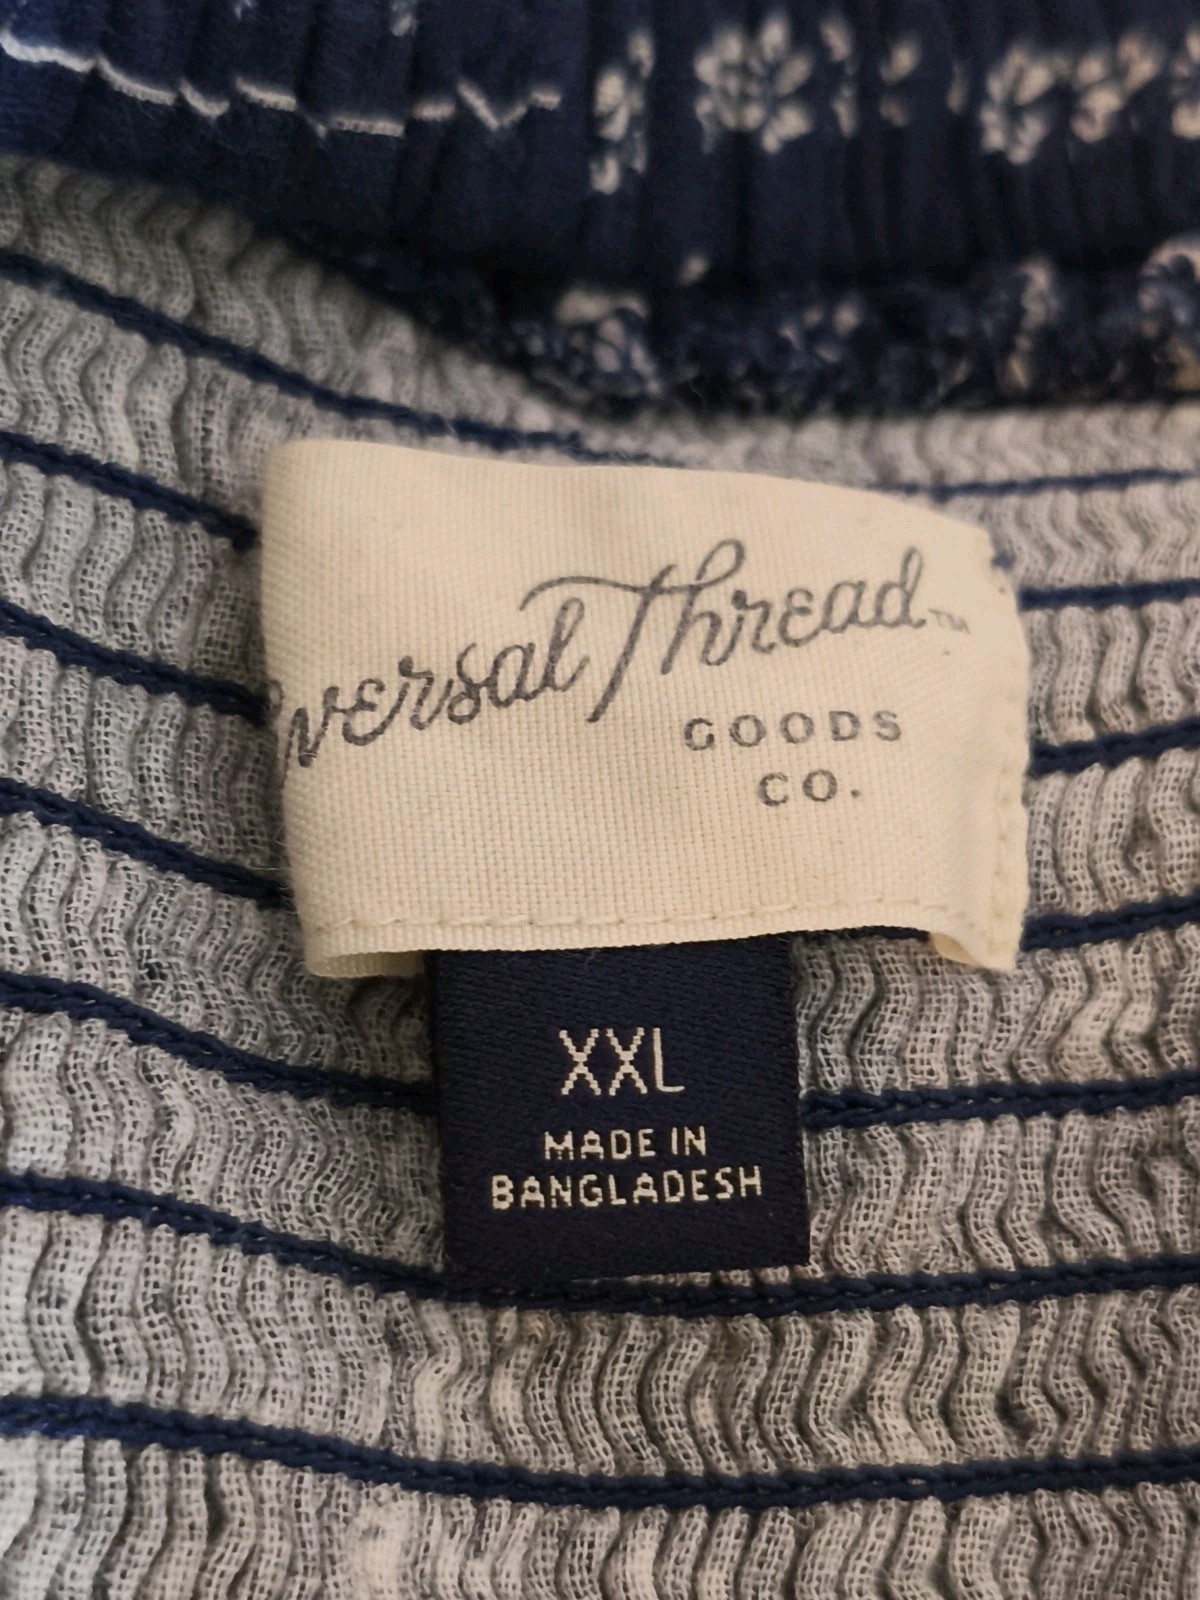 versal Thread™
GOODS
CO.
XXL
MADE IN
BANGLADESH